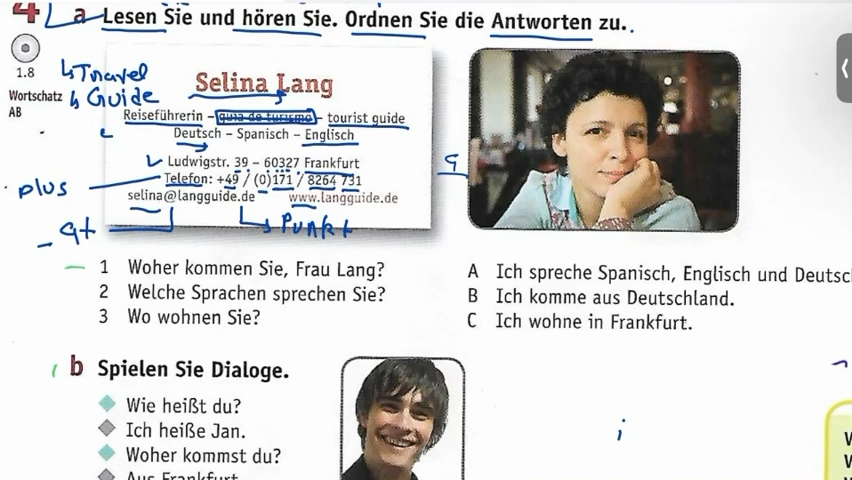 4 a Lesen Sie und hören Sie. Ordnen Sie die Antworten zu.
1.8
Wortschatz
AB
Travel
Guide
Selina Lang
Reiseführerin – guia de turismo – tourist guide
Deutsch – Spanisch – Englisch
Ludwigstr. 39 – 60327 Frankfurt
plus
Telefon: +49 / (0)171 / 8264 731
selina@langguide.de www.langguide.de
at
Punkt
1 Woher kommen Sie, Frau Lang?
2 Welche Sprachen sprechen Sie?
3 Wo wohnen Sie?
A Ich spreche Spanisch, Englisch und Deutsc
B Ich komme aus Deutschland.
C Ich wohne in Frankfurt.
b Spielen Sie Dialoge.
Wie heißt du?
Ich heiße Jan.
Woher kommst du?
Aus Frankfurt.